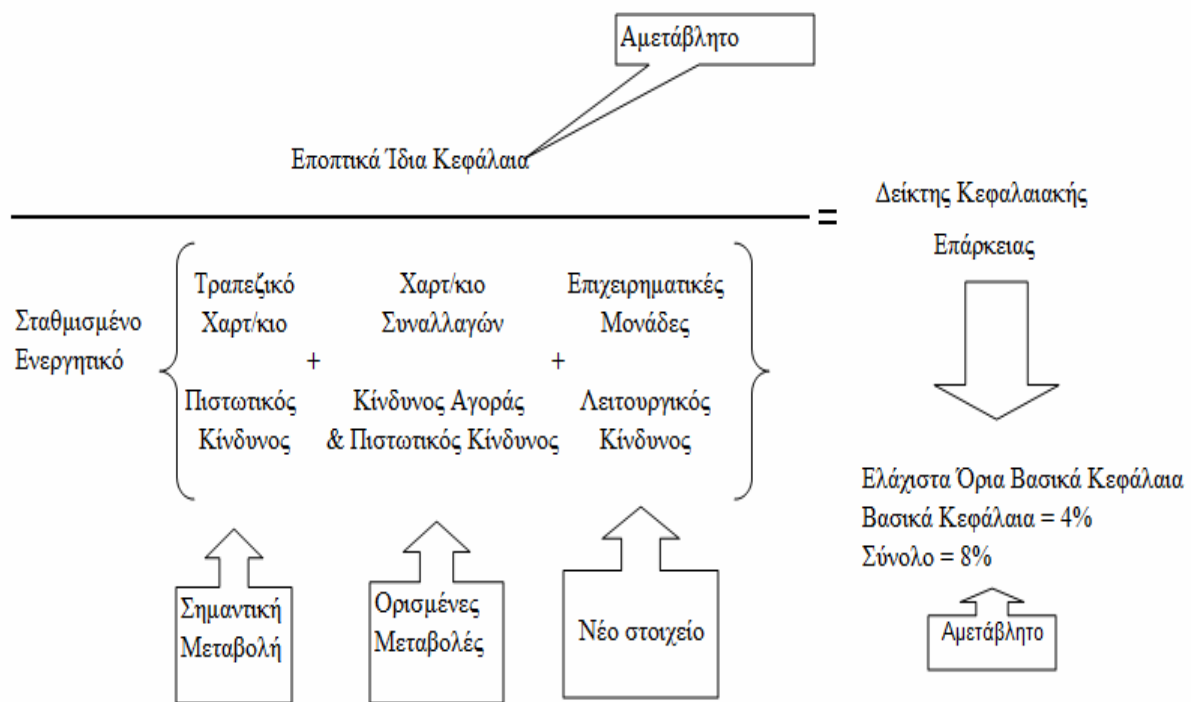 Αμετάβλητο
Εποπτικά Ίδια Κεφάλαια
=
Δείκτης Κεφαλαιακής
Επάρκειας
Σταθμισμένο
Ενεργητικό
Τραπεζικό
Χαρτ/κιο
+
Πιστωτικός
Κίνδυνος
Χαρτ/κιο
Συναλλαγών
+
Κίνδυνος Αγοράς
& Πιστωτικός Κίνδυνος
Επιχειρηματικές
Μονάδες
Λειτουργικός
Κίνδυνος
Ελάχιστα Όρια Βασικά Κεφάλαια
Βασικά Κεφάλαια = 4%
Σύνολο = 8%
Σημαντική
Μεταβολή
Ορισμένες
Μεταβολές
Νέο στοιχείο
Αμετάβλητο